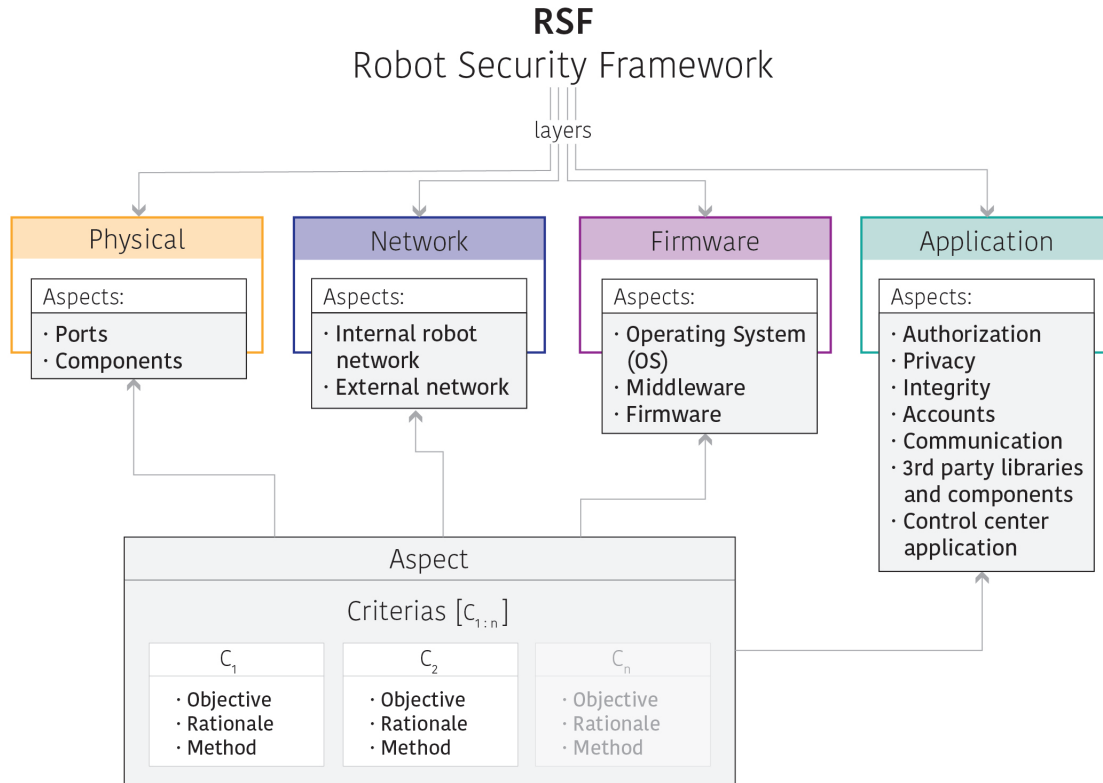 RSF
Robot Security Framework
layers
Physical
Aspects:
· Ports
· Components
Network
Aspects:
· Internal robot
network
· External network
Firmware
Aspects:
· Operating System
(OS)
· Middleware
· Firmware
Application
Aspects:
· Authorization
· Privacy
· Integrity
· Accounts
· Communication
· 3rd party libraries
and components
· Control center
application
Aspect
Criterias [C1:n]
C1
· Objective
· Rationale
· Method
C2
· Objective
· Rationale
· Method
Cn
· Objective
· Rationale
· Method